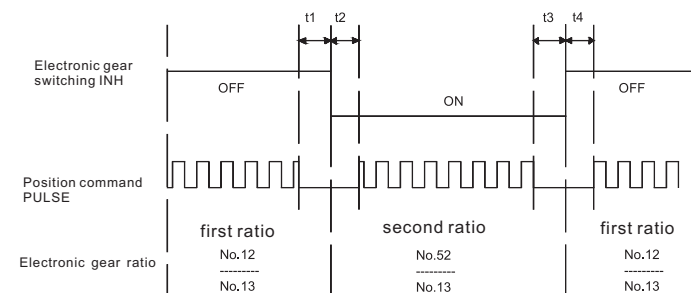 t1 t2 t3 t4
Electronic gear
switching INH
OFF ON OFF
Position command
PULSE
first ratio second ratio first ratio
Electronic gear ratio
No.12 No.52 No.12
--------- --------- ---------
No.13 No.13 No.13